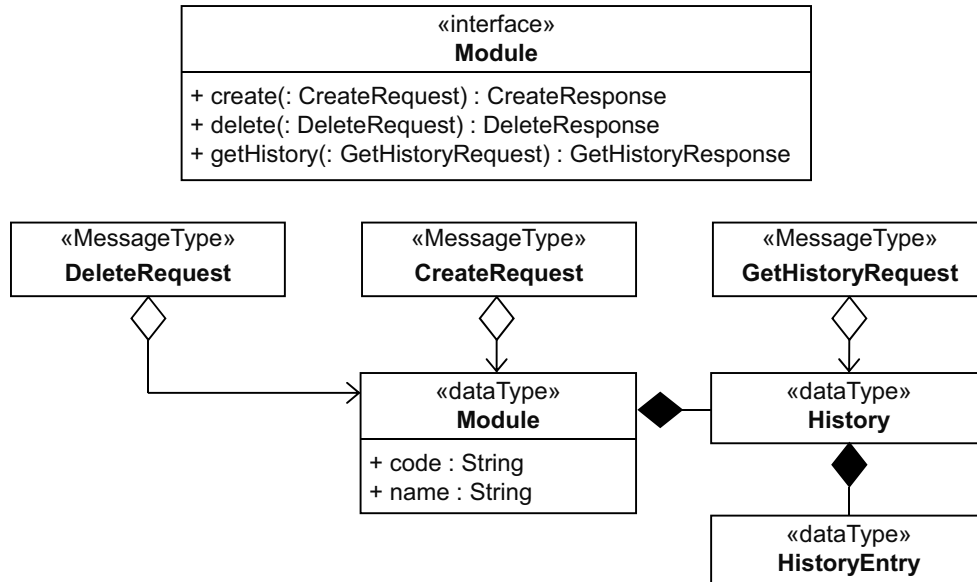 «interface»
Module
+ create(: CreateRequest) : CreateResponse
+ delete(: DeleteRequest) : DeleteResponse
+ getHistory(: GetHistoryRequest) : GetHistoryResponse
«MessageType»
DeleteRequest
«MessageType»
CreateRequest
«MessageType»
GetHistoryRequest
«dataType»
Module
+ code : String
+ name : String
«dataType»
History
«dataType»
HistoryEntry